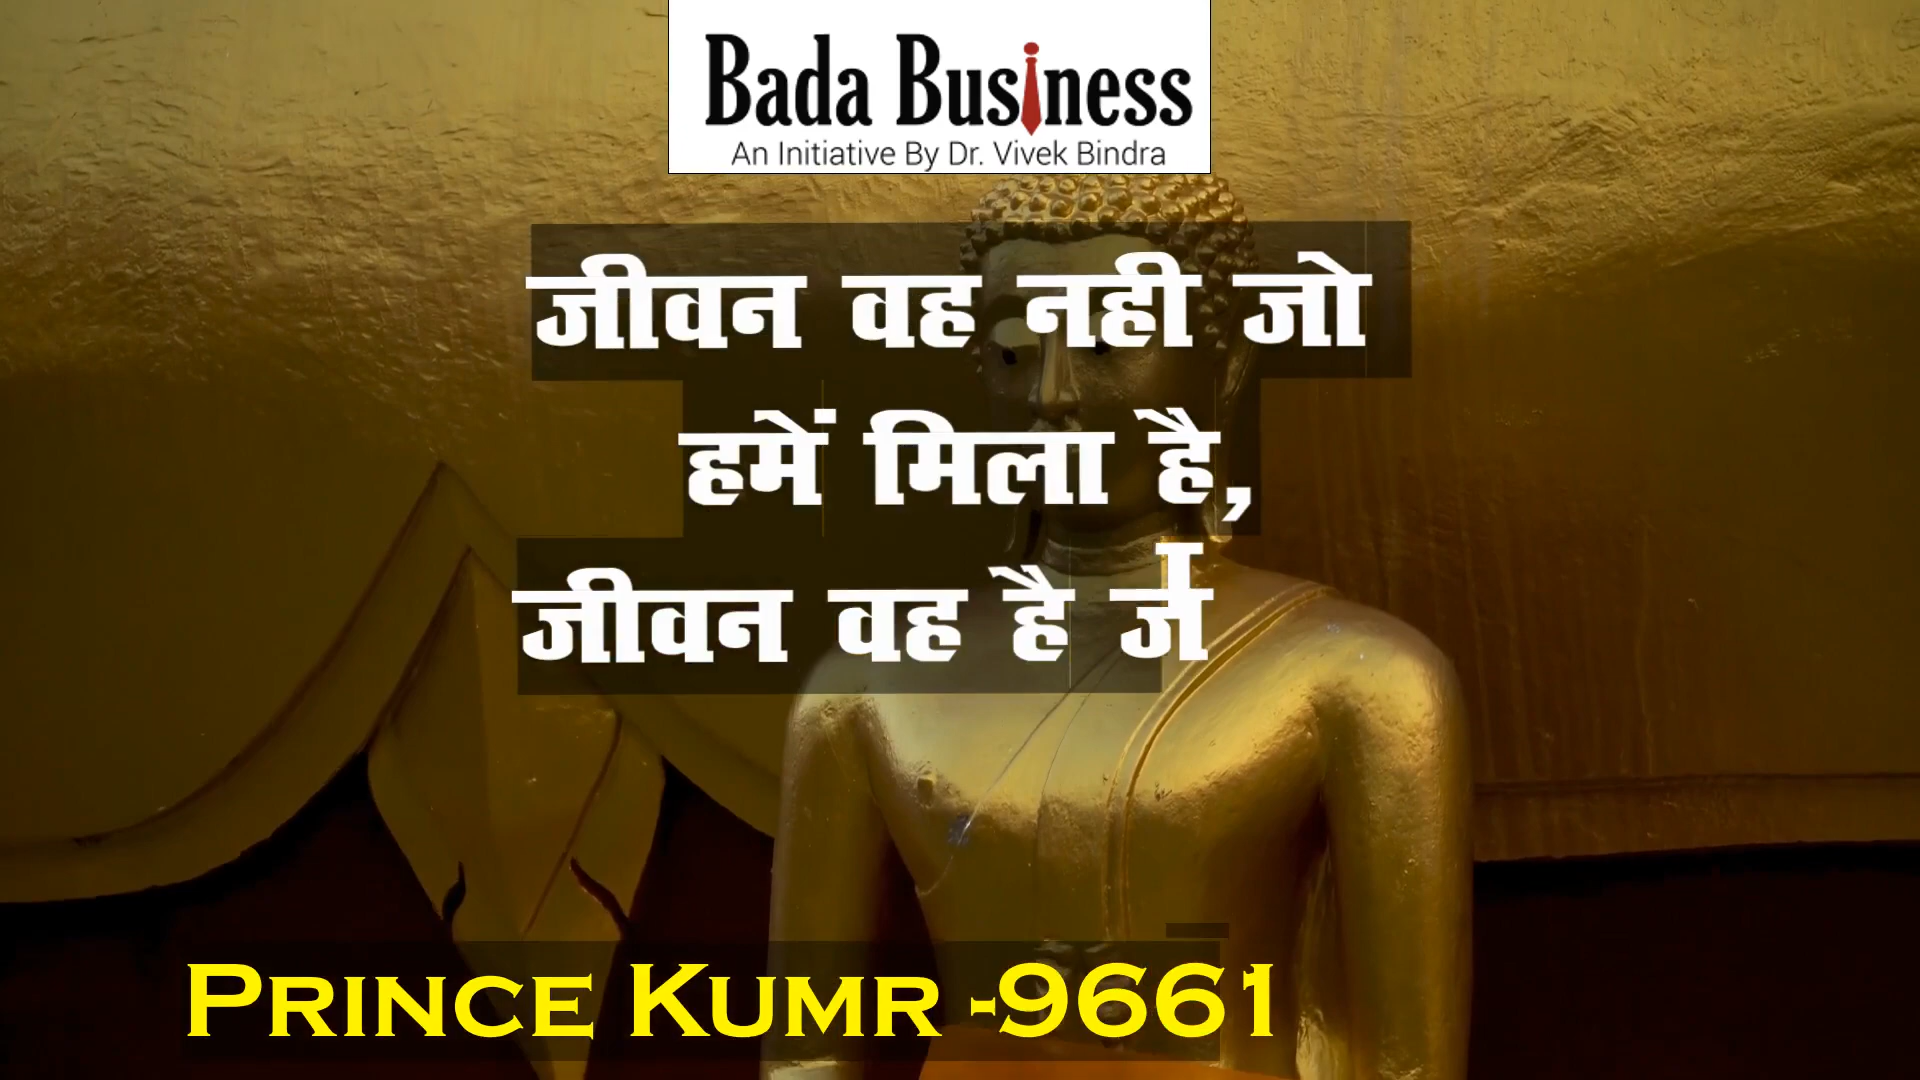 Bada Business
An Initiative By Dr. Vivek Bindra
जीवन वह नही जो
हमें मिला है,
जीवन वह है
PRINCE KUMR -9661